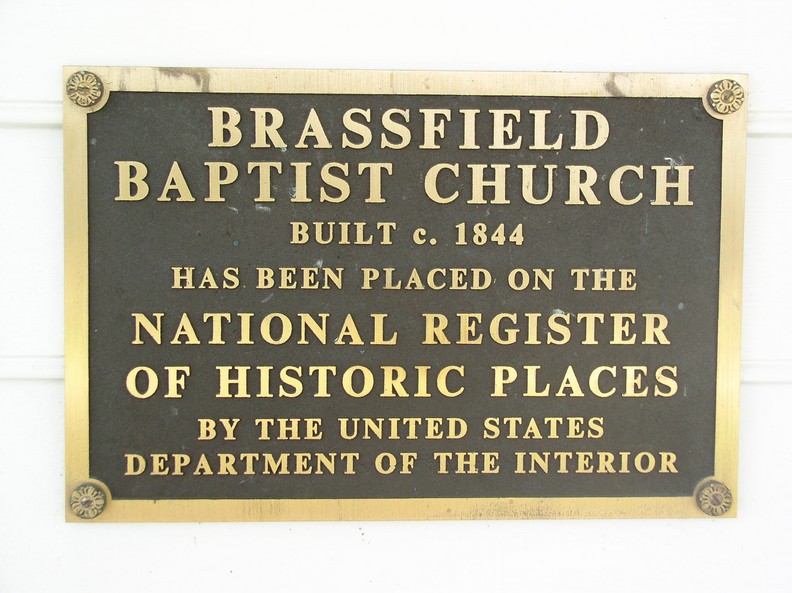 BRASSFIELD
BAPTIST CHURCH
BUILT c. 1844
HAS BEEN PLACED ON THE
NATIONAL REGISTER
OF HISTORIC PLACES
BY THE UNITED STATES
DEPARTMENT OF THE INTERIOR